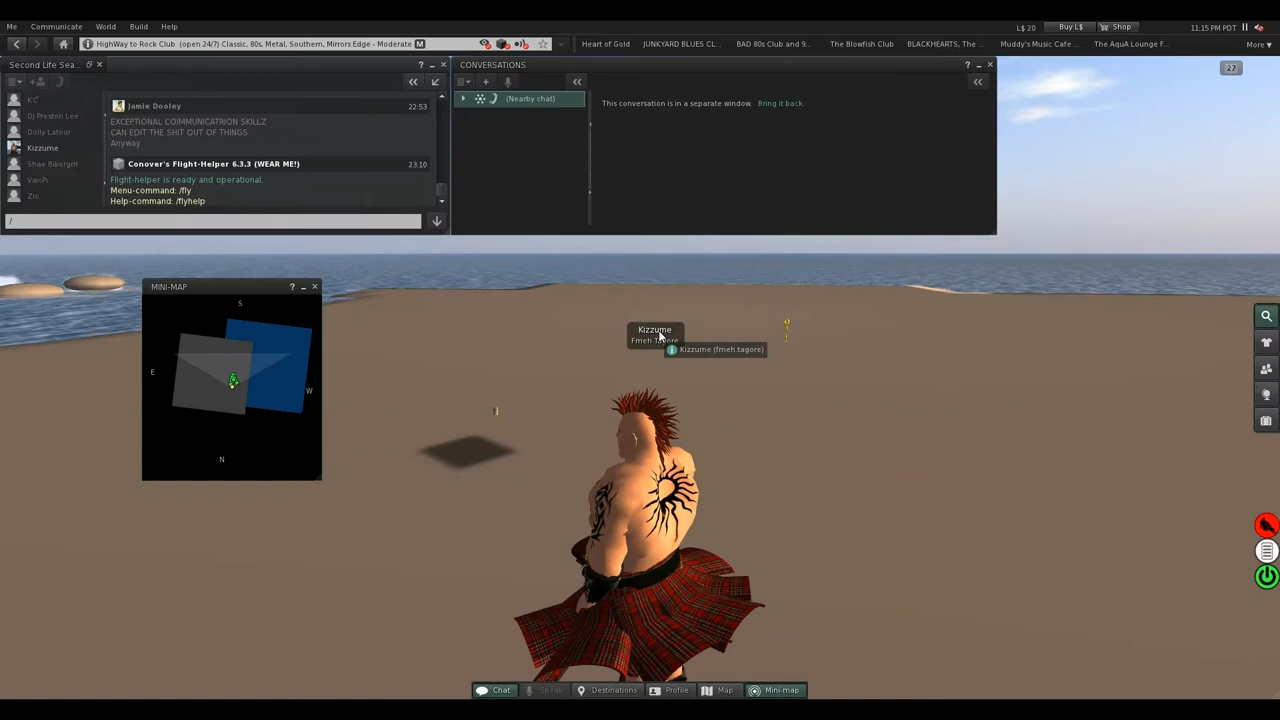 Me Communicate World Build Help
L$ 20 Buy L$ Shop 11:15 PM PDT
HighWay to Rock Club (open 24/7) Classic, 80s, Metal, Southern, Mirrors Edge - Moderate M
Heart of Gold JUNKYARD BLUES CL... BAD 80s Club and 9... The Blowfish Club BLACKHEARTS, The ... Muddy's Music Cafe ... The AquA Lounge F...
More ▾
Second Life Sea...
KC
DJ Preston Lee
Dolly Latour
Kizzume
Shae Bikergrrl
VanPi
Zio
Jamie Dooley 22:53
EXCEPTIONAL COIMMUNICATRION SKILLZ
CAN EDIT THE SHIT OUT OF THINGS
Anyway
Conover's Flight-Helper 6.3.3 (WEAR ME!) 23:10
Flight-helper is ready and operational.
Menu-command: /fly
Help-command: /flyhelp
/
CONVERSATIONS
(Nearby chat)
This conversation is in a separate window. Bring it back.
27
MINI-MAP
S
E
W
N
Kizzume
Fmeh Tagore
Kizzume (fmeh.tagore)
Chat Speak Destinations Profile Map Mini-map